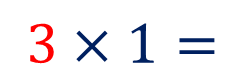 3 × 1 =